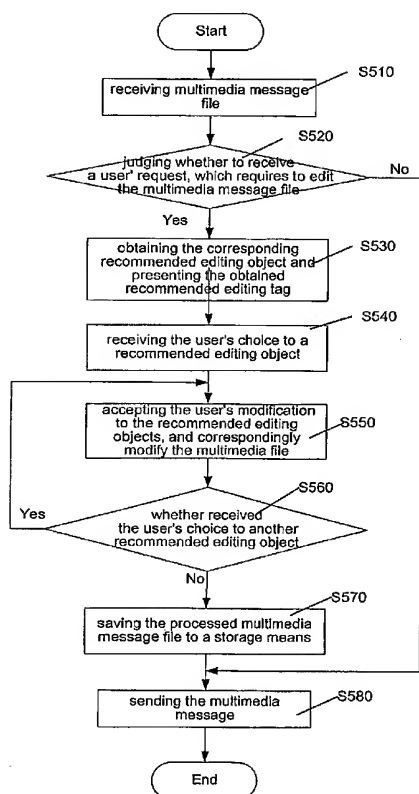 Start
S510
receiving multimedia message
file
S520
judging whether to receive
a user' request, which requires to edit
the multimedia message file
No
Yes
S530
obtaining the corresponding
recommended editing object and
presenting the obtained
recommended editing tag
S540
receiving the user's choice to a
recommended editing object
accepting the user's modification
to the recommended editing
objects, and correspondingly
modify the multimedia file
S550
S560
whether received
the user's choice to another
recommended editing object
Yes
No
S570
saving the processed multimedia
message file to a storage means
S580
sending the multimedia
message
End